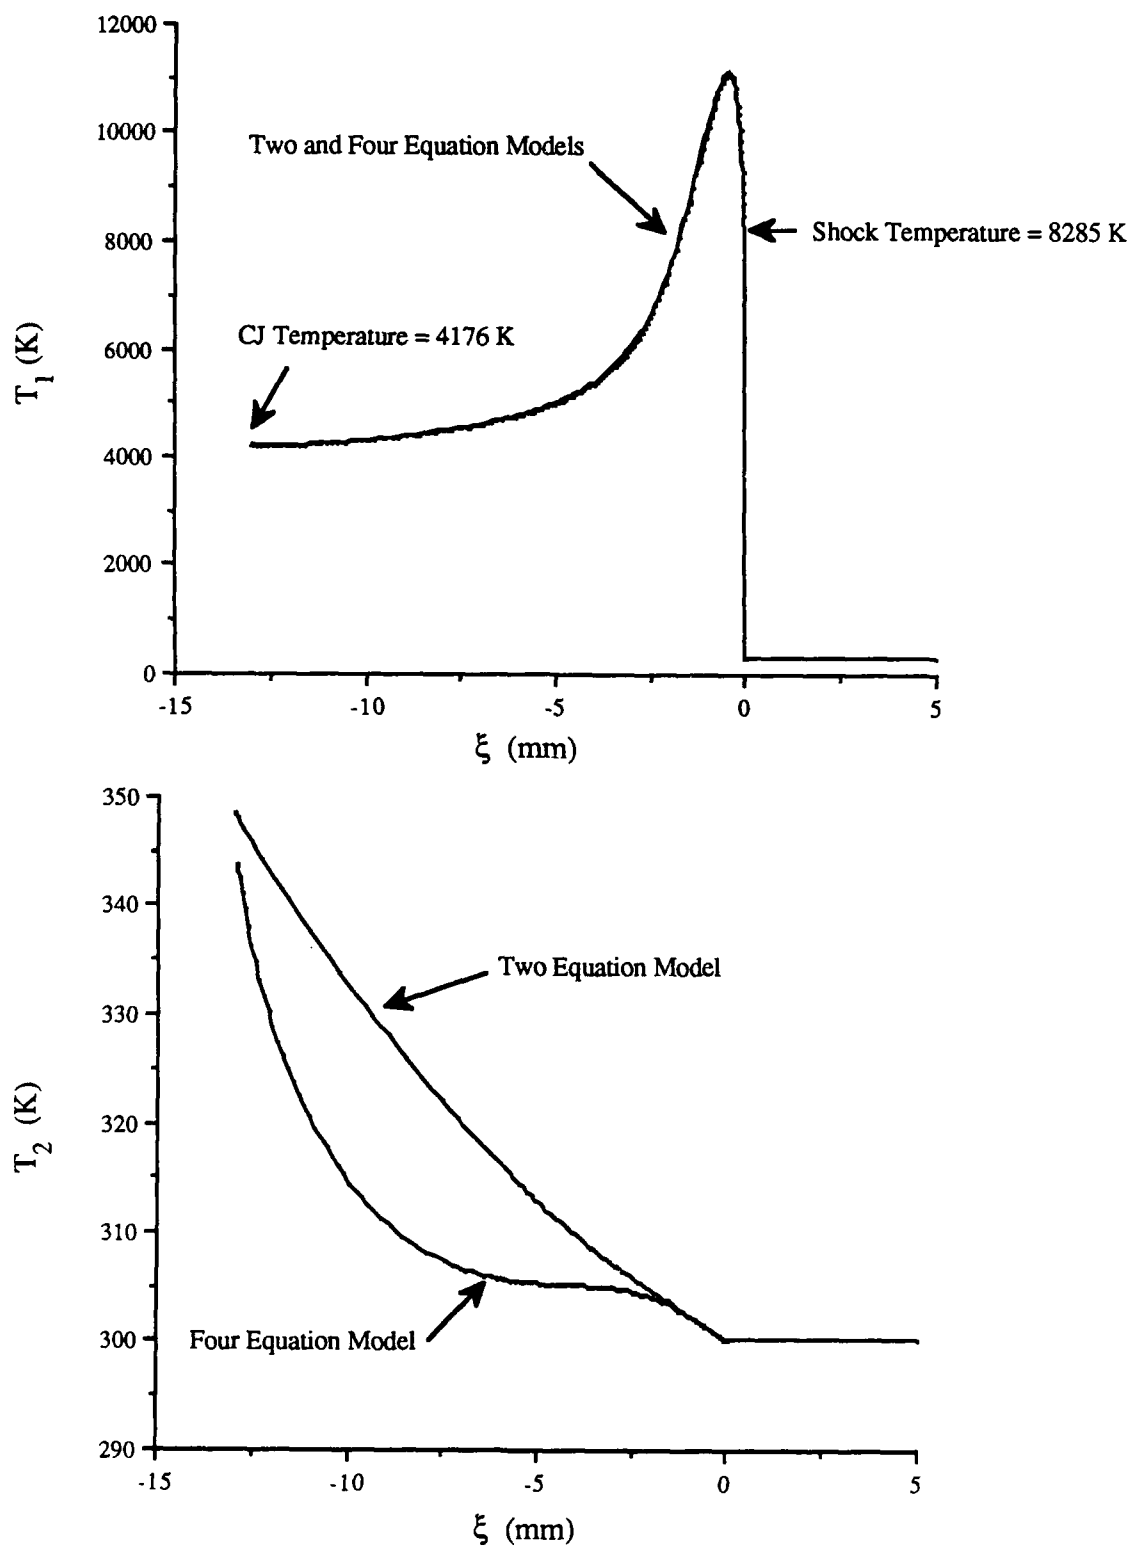 12000
10000
8000
6000
4000
2000
0
T1 (K)
Two and Four Equation Models
Shock Temperature = 8285 K
CJ Temperature = 4176 K
-15 -10 -5 0 5
ξ (mm)
350
340
330
320
310
300
290
T2 (K)
Two Equation Model
Four Equation Model
-15 -10 -5 0 5
ξ (mm)